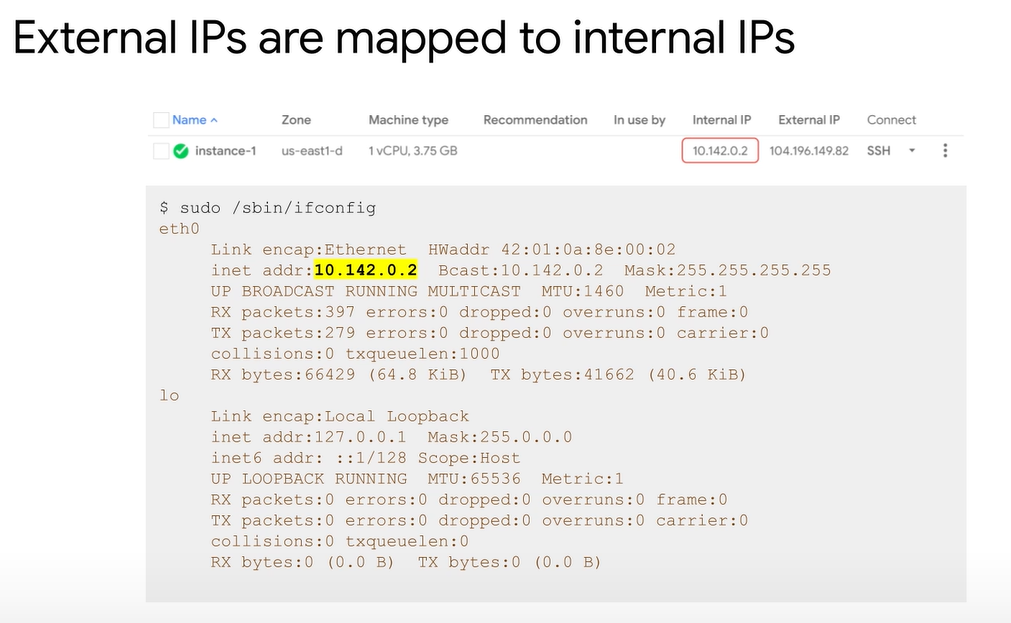 External IPs are mapped to internal IPs
Name Zone Machine type Recommendation In use by Internal IP External IP Connect
instance-1 us-east1-d 1 vCPU, 3.75 GB 10.142.0.2 104.196.149.82 SSH
$ sudo /sbin/ifconfig
eth0
Link encap:Ethernet HWaddr 42:01:0a:8e:00:02
inet addr:10.142.0.2 Bcast:10.142.0.2 Mask:255.255.255.255
UP BROADCAST RUNNING MULTICAST MTU:1460 Metric:1
RX packets:397 errors:0 dropped:0 overruns:0 frame:0
TX packets:279 errors:0 dropped:0 overruns:0 carrier:0
collisions:0 txqueuelen:1000
RX bytes:66429 (64.8 KiB) TX bytes:41662 (40.6 KiB)
lo
Link encap:Local Loopback
inet addr:127.0.0.1 Mask:255.0.0.0
inet6 addr: ::1/128 Scope:Host
UP LOOPBACK RUNNING MTU:65536 Metric:1
RX packets:0 errors:0 dropped:0 overruns:0 frame:0
TX packets:0 errors:0 dropped:0 overruns:0 carrier:0
collisions:0 txqueuelen:0
RX bytes:0 (0.0 B) TX bytes:0 (0.0 B)